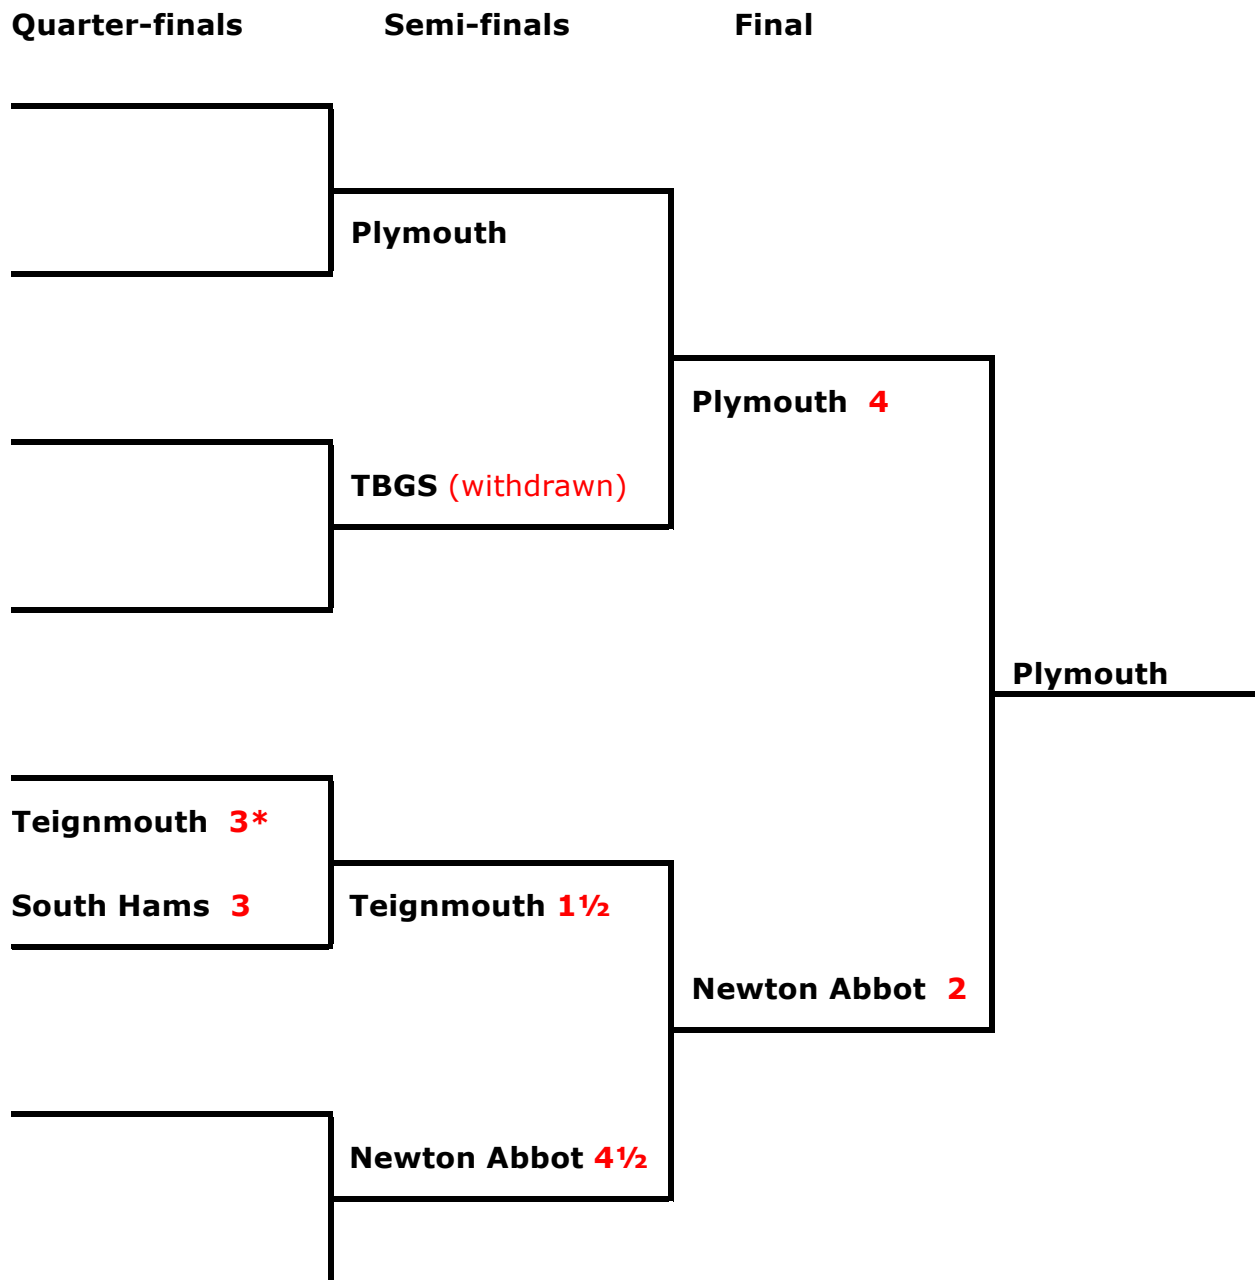 Quarter-finals Semi-finals Final
Plymouth
Plymouth 4
TBGS (withdrawn)
Plymouth
Teignmouth 3*
South Hams 3 Teignmouth 1½
Newton Abbot 2
Newton Abbot 4½